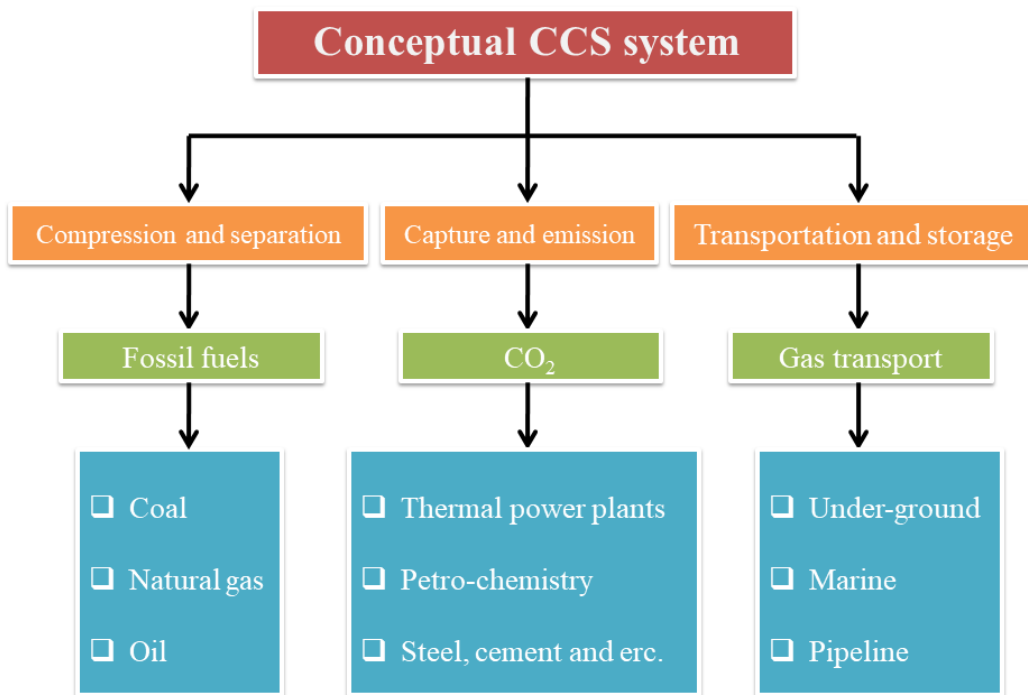 Conceptual CCS system
Compression and separation
Capture and emission
Transportation and storage
Fossil fuels
CO₂
Gas transport
❑ Coal
❑ Natural gas
❑ Oil
❑ Thermal power plants
❑ Petro-chemistry
❑ Steel, cement and erc.
❑ Under-ground
❑ Marine
❑ Pipeline